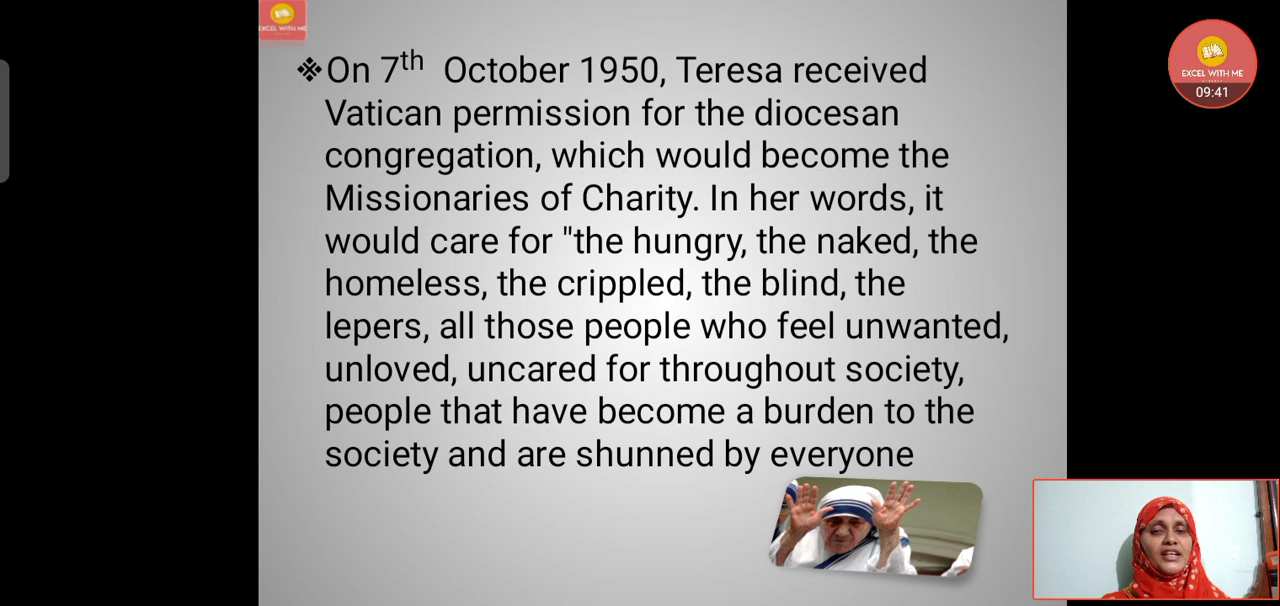 EXCEL WITH ME
❖On 7th October 1950, Teresa received
Vatican permission for the diocesan
congregation, which would become the
Missionaries of Charity. In her words, it
would care for "the hungry, the naked, the
homeless, the crippled, the blind, the
lepers, all those people who feel unwanted,
unloved, uncared for throughout society,
people that have become a burden to the
society and are shunned by everyone
EXCEL WITH ME
09:41